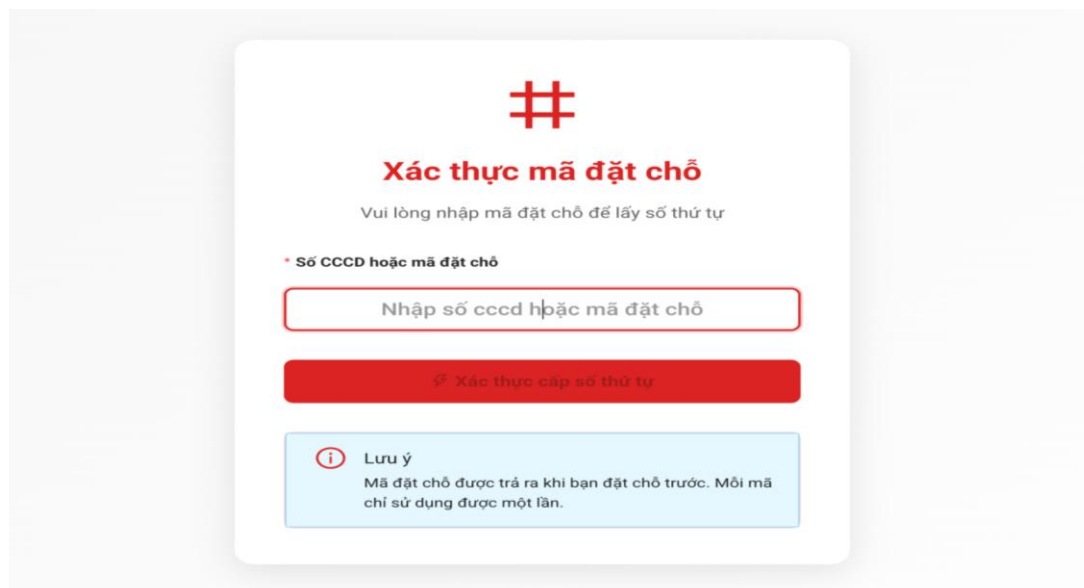 Xác thực mã đặt chỗ
Vui lòng nhập mã đặt chỗ để lấy số thứ tự
* Số CCCD hoặc mã đặt chỗ
Nhập số cccd hoặc mã đặt chỗ
Xác thực cấp số thứ tự
Lưu ý
Mã đặt chỗ được trả ra khi bạn đặt chỗ trước. Mỗi mã
chỉ sử dụng được một lần.